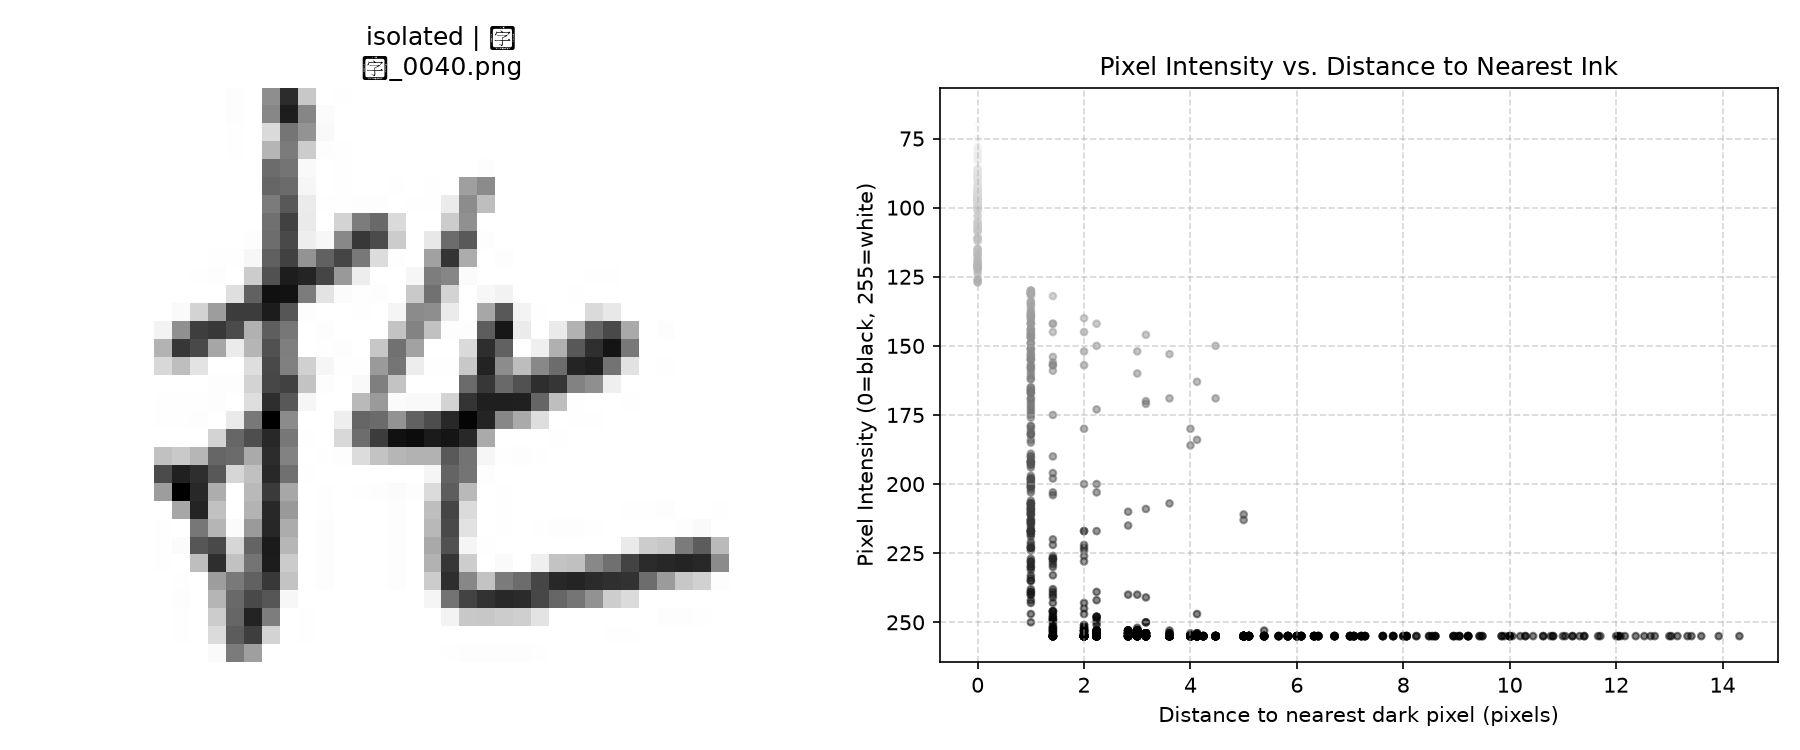 isolated |
_0040.png
托
Pixel Intensity vs. Distance to Nearest Ink
Pixel Intensity (0=black, 255=white)
75
100
125
150
175
200
225
250
0 2 4 6 8 10 12 14
Distance to nearest dark pixel (pixels)